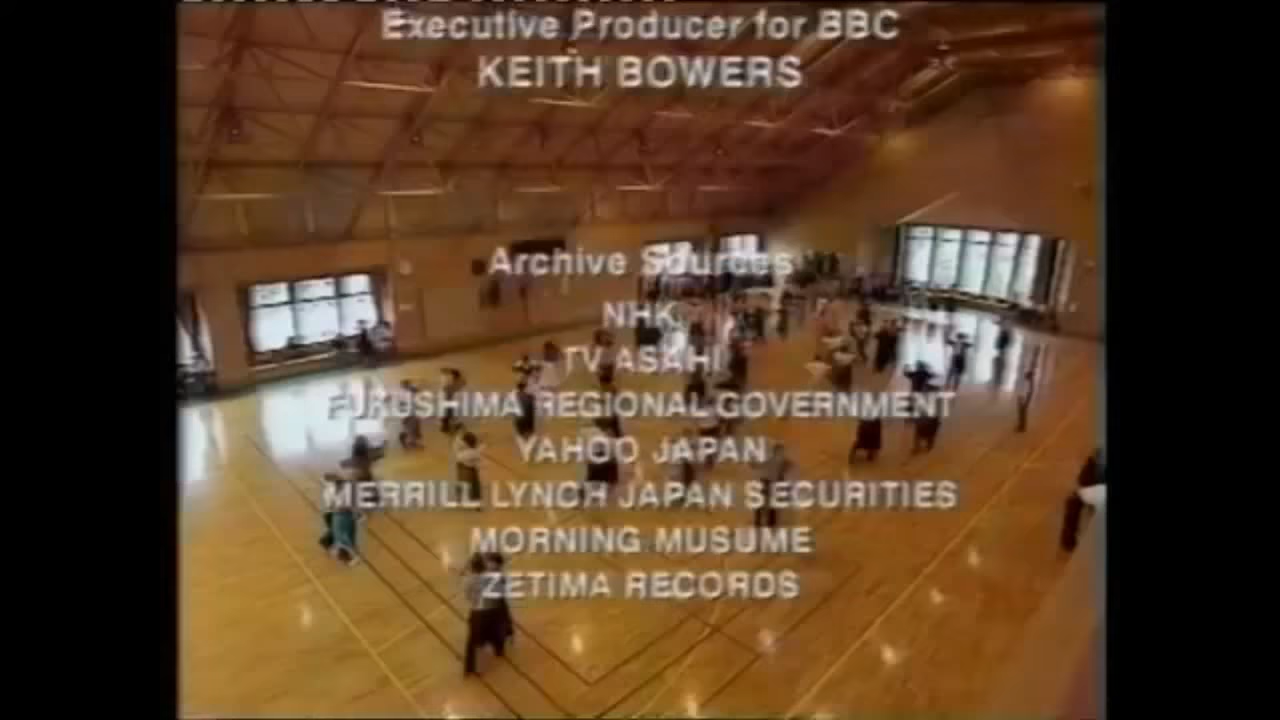 Executive Producer for BBC
KEITH BOWERS
Archive Sources
NHK
TV ASAHI
FUKUSHIMA REGIONAL GOVERNMENT
YAHOO JAPAN
MERRILL LYNCH JAPAN SECURITIES
MORNING MUSUME
ZETIMA RECORDS